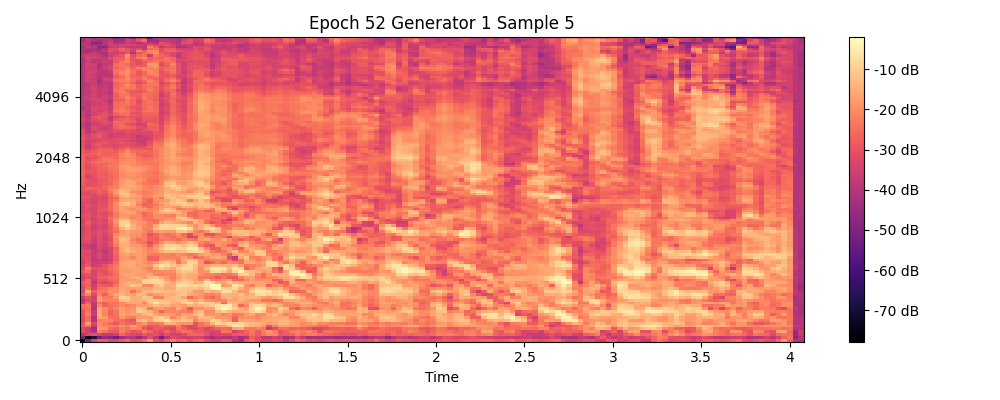 Epoch 52 Generator 1 Sample 5
Hz
4096
2048
1024
512
0
0
0.5
1
1.5
2
2.5
3
3.5
4
Time
-10 dB
-20 dB
-30 dB
-40 dB
-50 dB
-60 dB
-70 dB